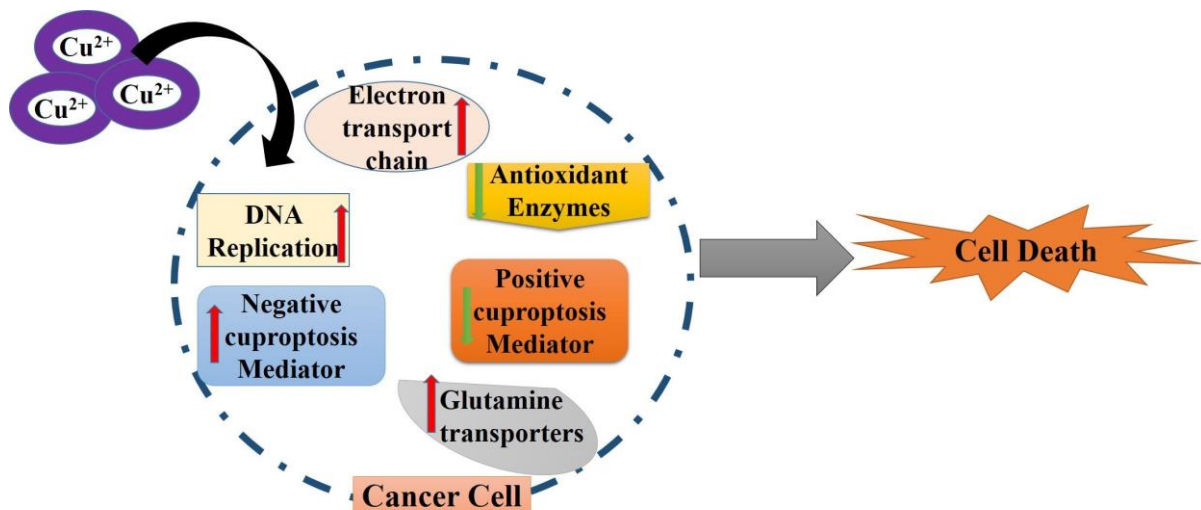 Cu²⁺
Cu²⁺
Cu²⁺
Electron
transport
chain
Antioxidant
Enzymes
DNA
Replication
Cell Death
Negative
cuproptosis
Mediator
Positive
cuproptosis
Mediator
Glutamine
transporters
Cancer Cell